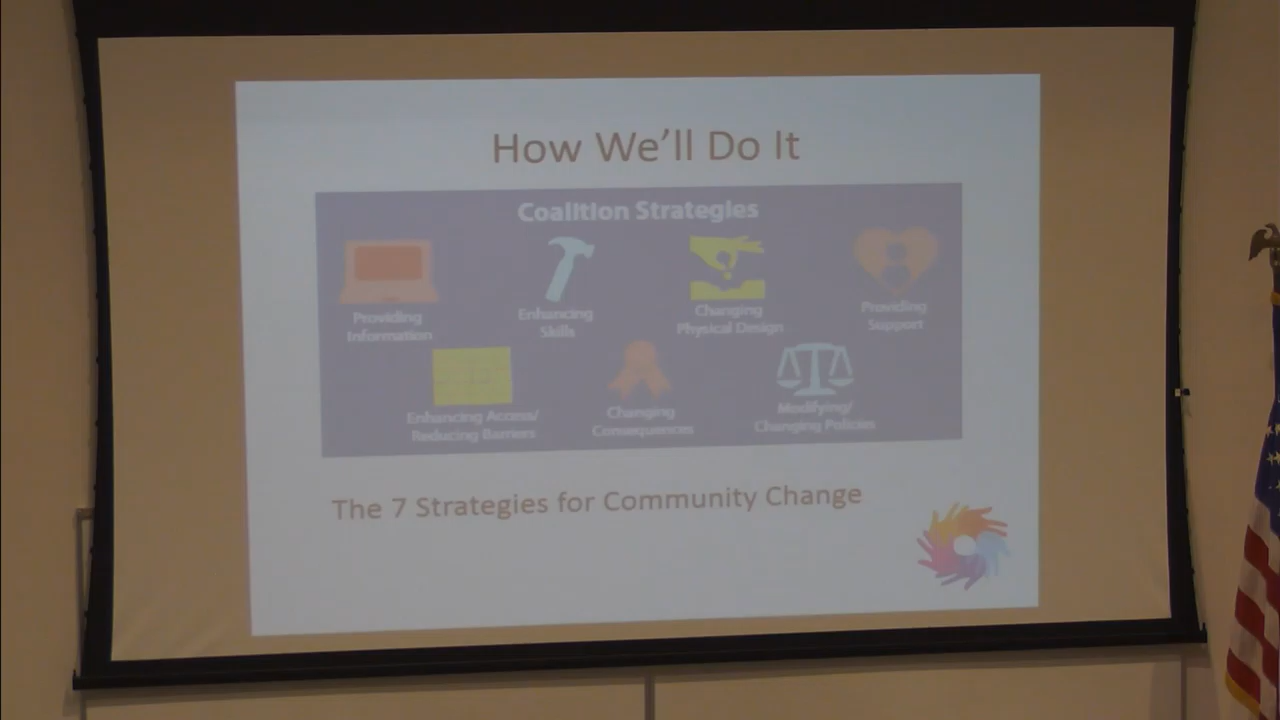 How We'll Do It
Coalition Strategies
Providing
Information
Enhancing
Skills
Changing
Physical Design
Providing
Support
Enhancing Access/
Reducing Barriers
Changing
Consequences
Modifying/
Changing Policies
The 7 Strategies for Community Change